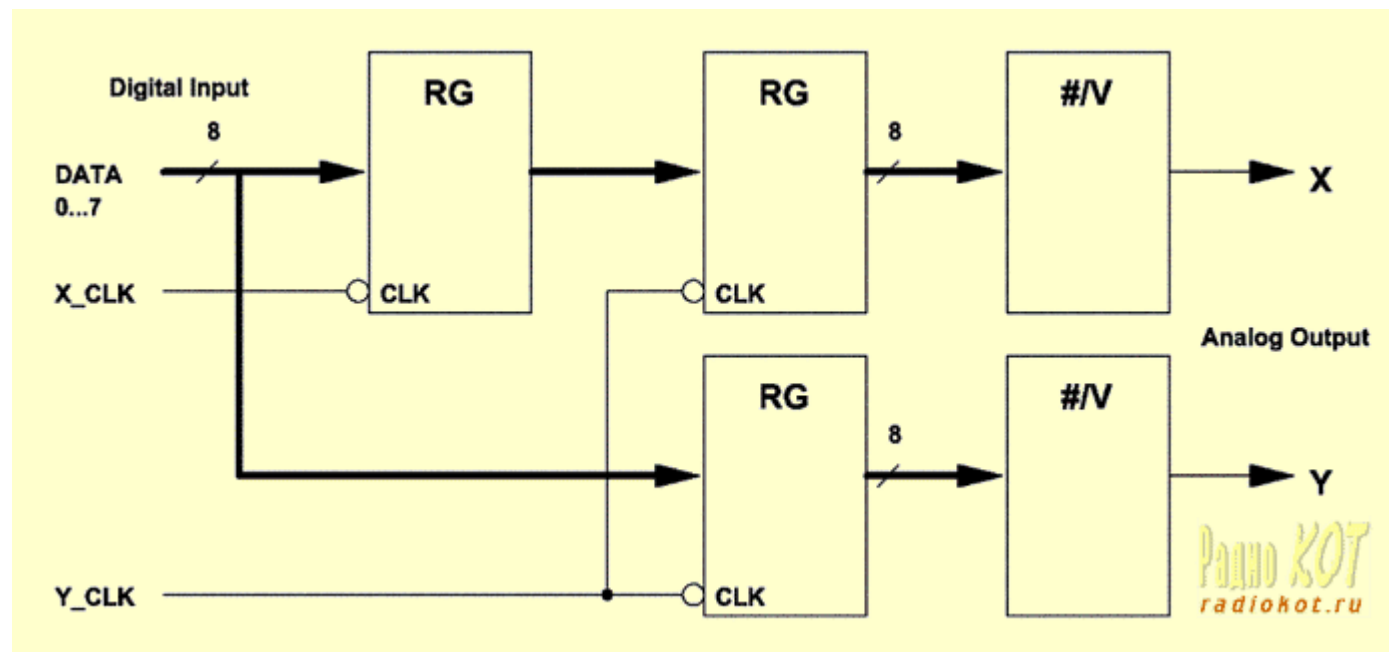 Digital Input
8
DATA
0...7
RG
RG
8
#/V
X
X_CLK
CLK
CLK
Analog Output
RG
8
#/V
Y
Y_CLK
CLK
Радио КОТ
radiokot.ru